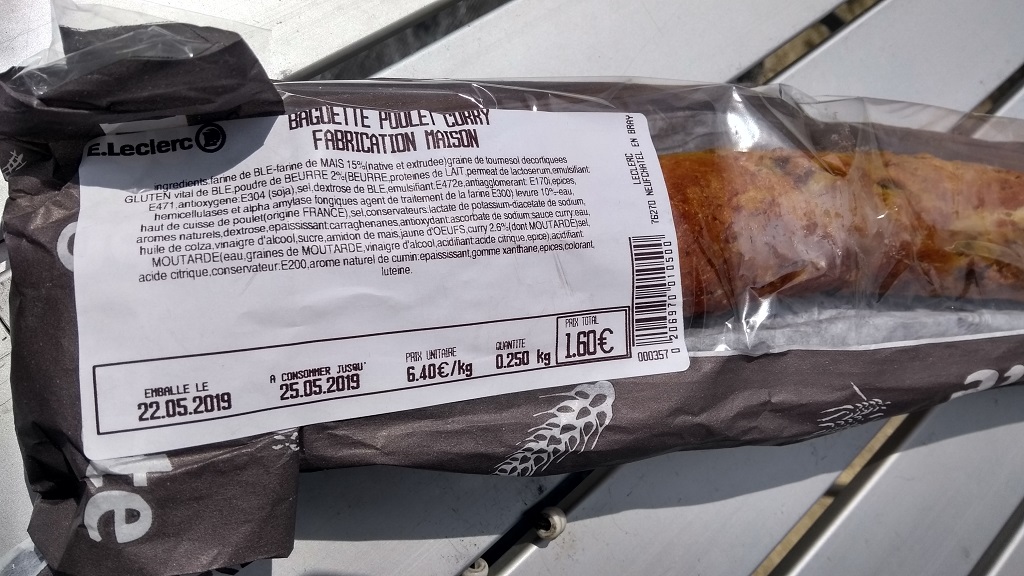 E.Leclerc
BAGUETTE POULET CURRY
FABRICATION MAISON
ingredients.farine de BLE-farine de MAIS 15%(native et extrudee)graine de tournesol decortiquees
GLUTEN vital de BLE.poudre de BEURRE 2%(BEURRE,proteines de LAIT,permeat de lactoserum,emulsifiant
E471,antioxygene:E304 (soja),sel,dextrose de BLE,emulsifiant:E472e,antiagglomerant: E170i,epices,
hemicellulases et alpha amylase fongiques agent de traitement de la farine:E300) levure 10%-eau,
haut de cuisse de poulet(origine FRANCE),sel,conservateurs:lactate de potassium-diacetate de sodium,
aromes naturels,dextrose,epaississant:carraghenanes,antioxydant:ascorbate de sodium,sauce curry,eau,
huile de colza,vinaigre d'alcool,sucre,amidon de mais,jaune d'OEUFS,curry 2.6%(dont MOUTARDE)sel,
MOUTARDE(eau,graines de MOUTARDE,vinaigre d'alcool,acidifiant:acide citrique,epice),acidifiant:
acide citrique,conservateur:E200,arome naturel de cumin:epaississant,gomme xanthane,epices,colorant,
luteine.
EMBALLE LE
22.05.2019
A CONSOMMER JUSQU'
25.05.2019
PRIX UNITAIRE
6.40€/kg
QUANTITE
0.250 kg
PRIX TOTAL
1.60€
LECLERC
76270 NEUFCHATEL EN BRAY
000357
0 206970 010500
te